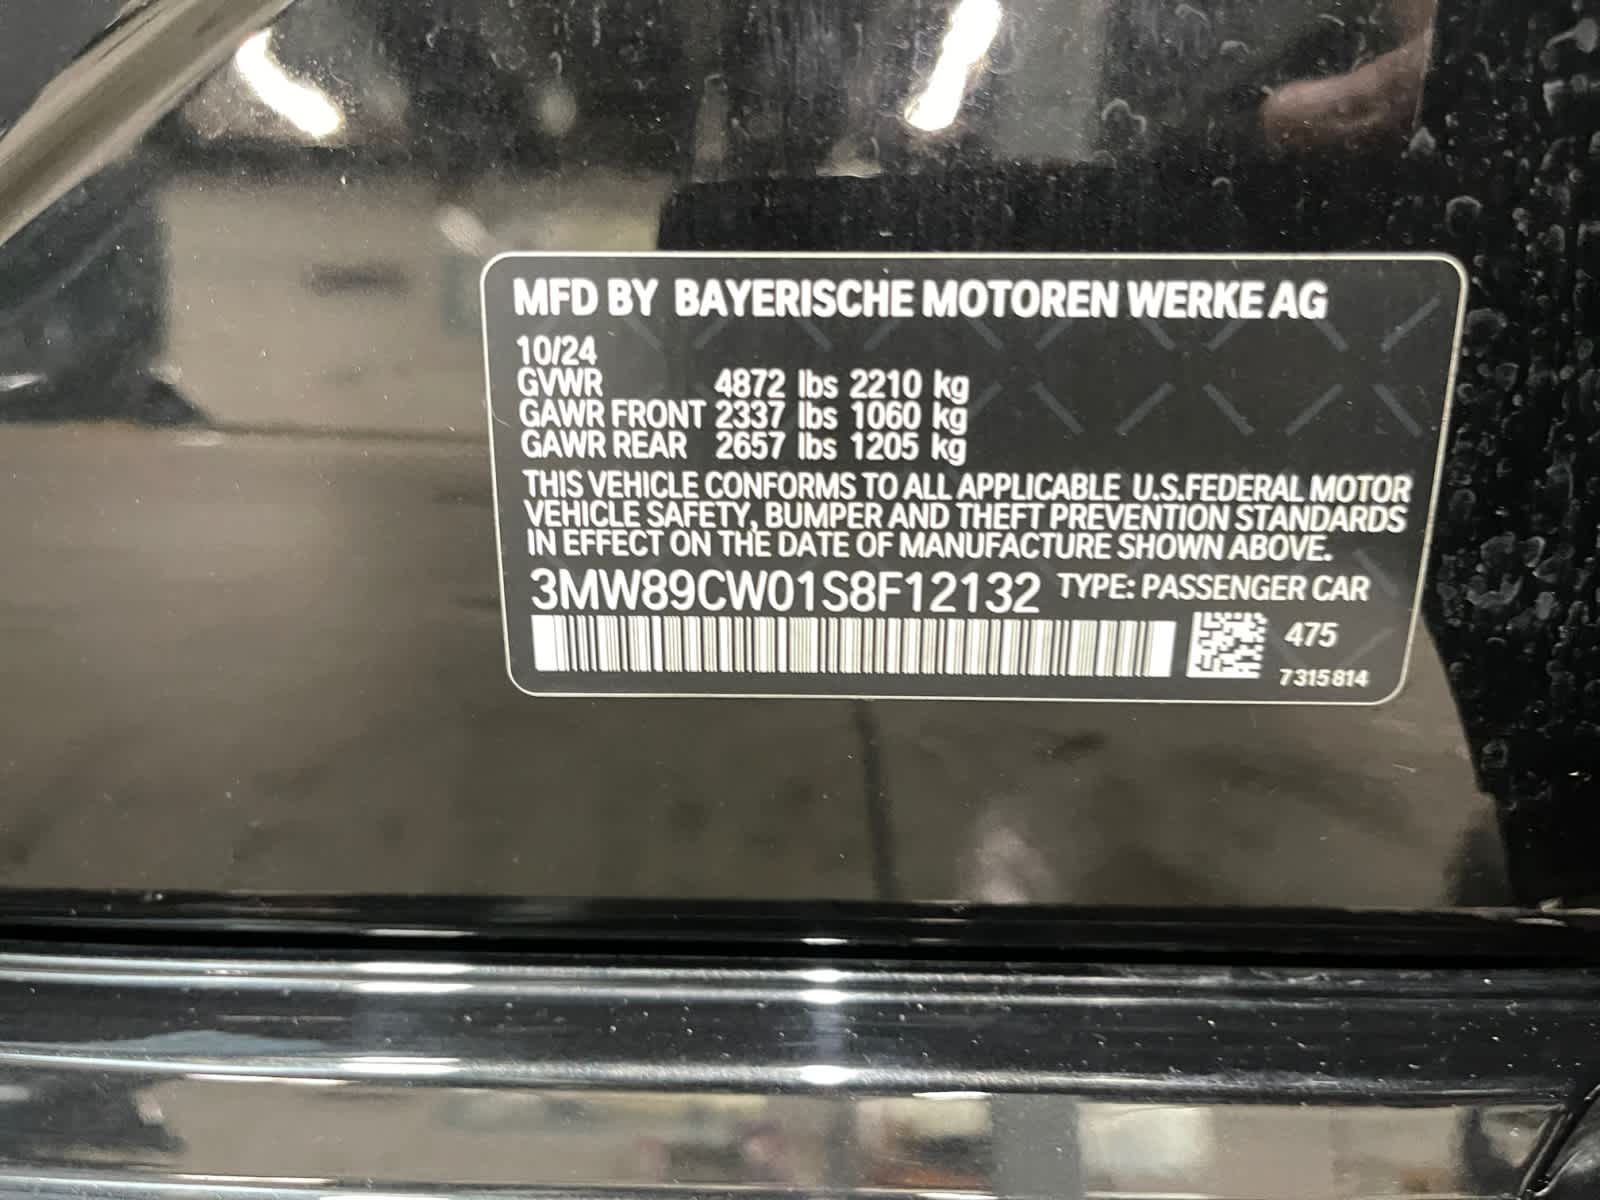 MFD BY BAYERISCHE MOTOREN WERKE AG
10/24
GVWR 4872 lbs 2210 kg
GAWR FRONT 2337 lbs 1060 kg
GAWR REAR 2657 lbs 1205 kg
THIS VEHICLE CONFORMS TO ALL APPLICABLE U.S.FEDERAL MOTOR
VEHICLE SAFETY, BUMPER AND THEFT PREVENTION STANDARDS
IN EFFECT ON THE DATE OF MANUFACTURE SHOWN ABOVE.
3MW89CW01S8F12132 TYPE: PASSENGER CAR
475
7315814